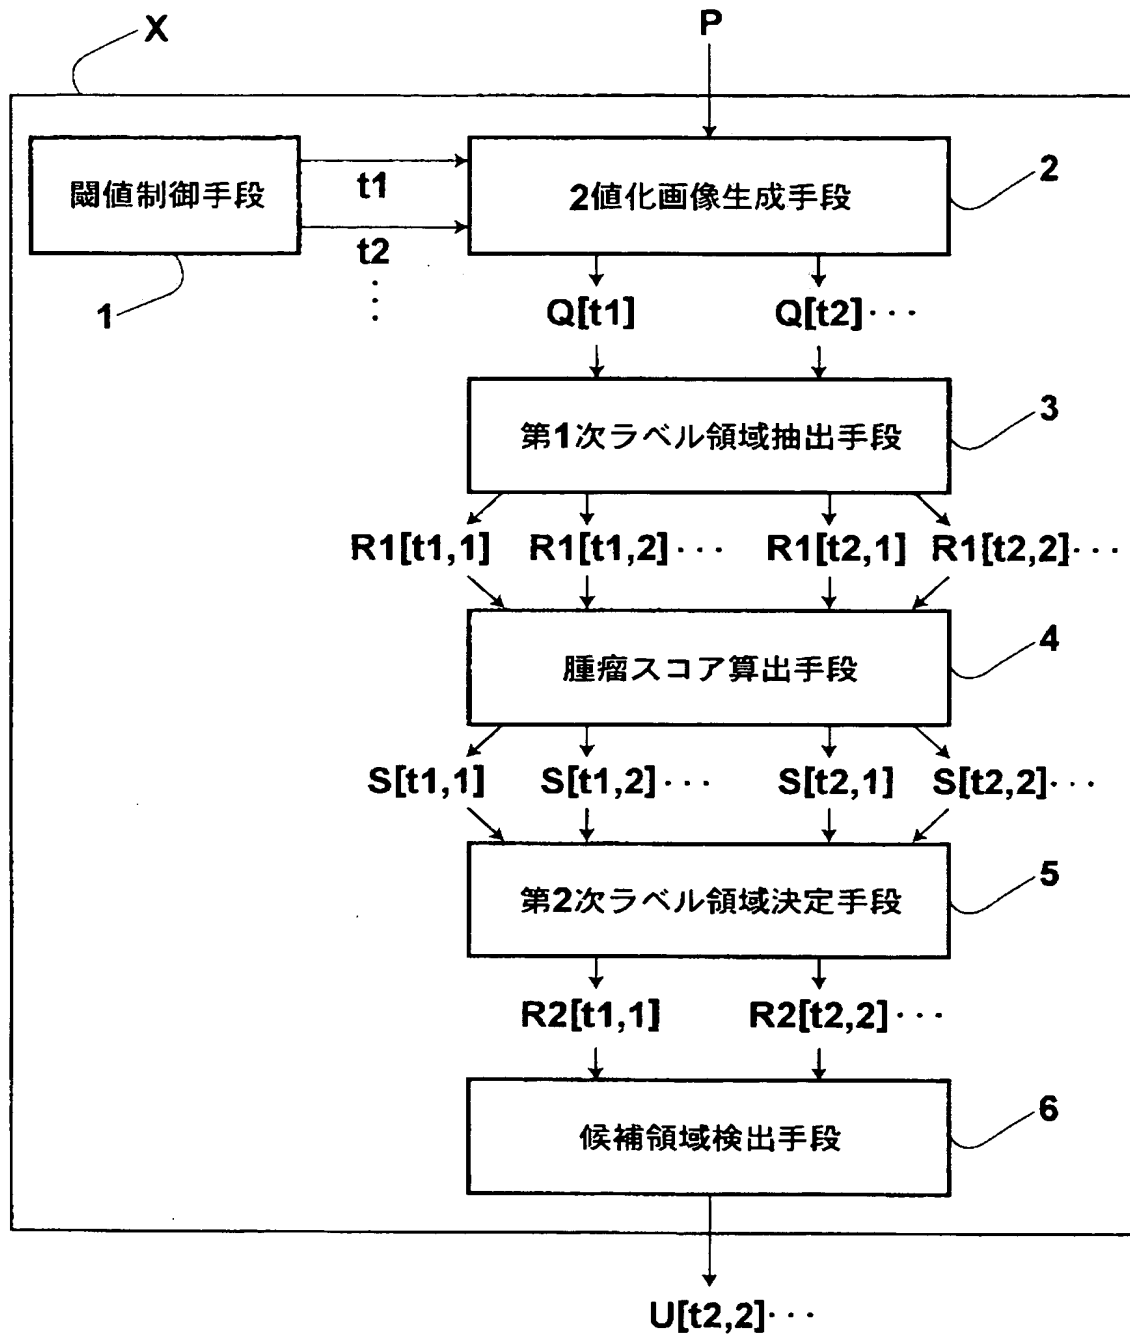 X
P
閾値制御手段
t1
t2
⋮
1
2値化画像生成手段
2
Q[t1] Q[t2]···
第1次ラベル領域抽出手段
3
R1[t1,1] R1[t1,2]··· R1[t2,1] R1[t2,2]···
腫瘤スコア算出手段
4
S[t1,1] S[t1,2]··· S[t2,1] S[t2,2]···
第2次ラベル領域決定手段
5
R2[t1,1] R2[t2,2]···
候補領域検出手段
6
U[t2,2]···